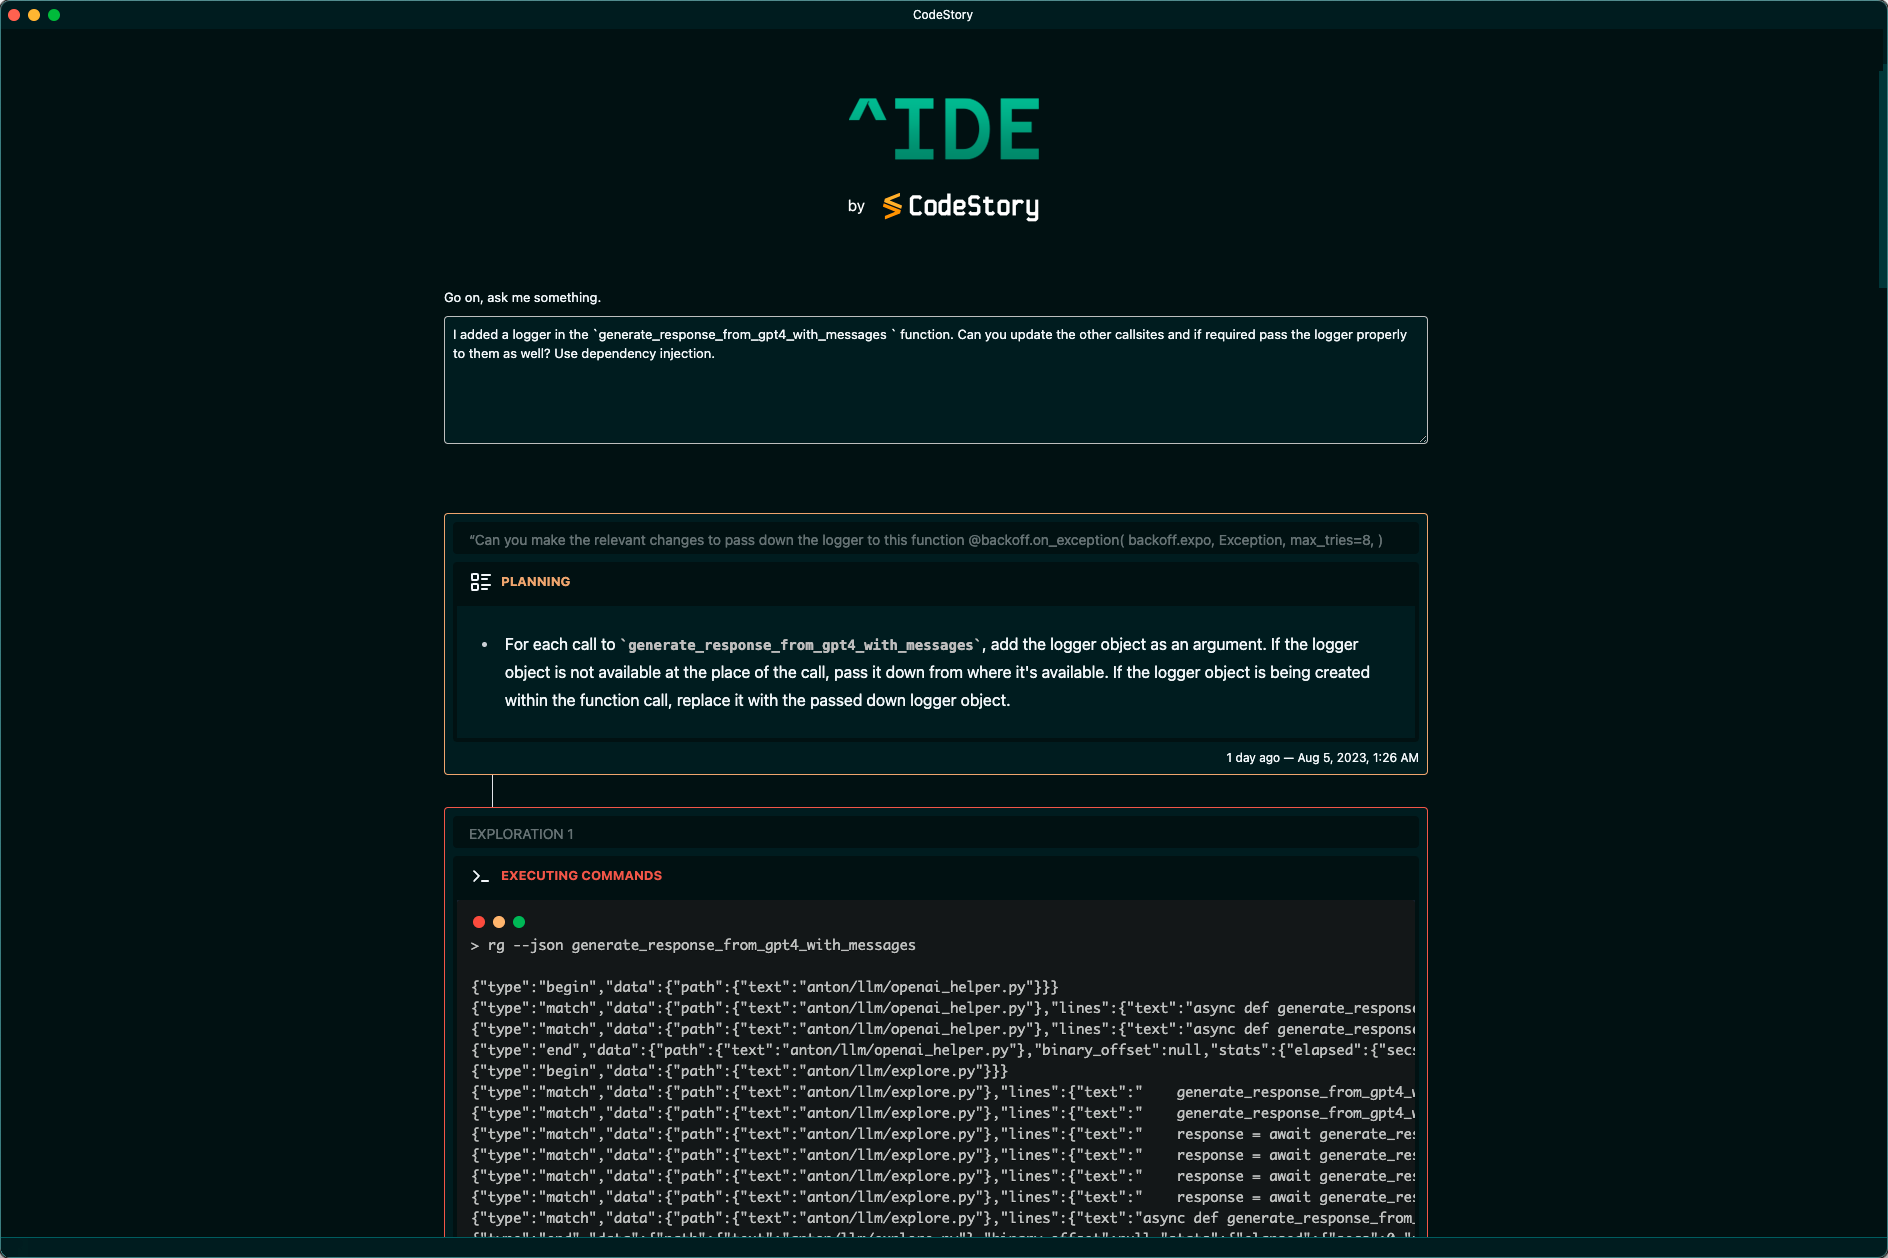 CodeStory
^IDE
by CodeStory
Go on, ask me something.
I added a logger in the `generate_response_from_gpt4_with_messages ` function. Can you update the other callsites and if required pass the logger properly
to them as well? Use dependency injection.
“Can you make the relevant changes to pass down the logger to this function @backoff.on_exception( backoff.expo, Exception, max_tries=8, )
PLANNING
• For each call to `generate_response_from_gpt4_with_messages`, add the logger object as an argument. If the logger
object is not available at the place of the call, pass it down from where it's available. If the logger object is being created
within the function call, replace it with the passed down logger object.
1 day ago — Aug 5, 2023, 1:26 AM
EXPLORATION 1
>_ EXECUTING COMMANDS
> rg --json generate_response_from_gpt4_with_messages
{"type":"begin","data":{"path":{"text":"anton/llm/openai_helper.py"}}}
{"type":"match","data":{"path":{"text":"anton/llm/openai_helper.py"},"lines":{"text":"async def generate_response
{"type":"match","data":{"path":{"text":"anton/llm/openai_helper.py"},"lines":{"text":"async def generate_response
{"type":"end","data":{"path":{"text":"anton/llm/openai_helper.py"},"binary_offset":null,"stats":{"elapsed":{"secs
{"type":"begin","data":{"path":{"text":"anton/llm/explore.py"}}}
{"type":"match","data":{"path":{"text":"anton/llm/explore.py"},"lines":{"text":"    generate_response_from_gpt4_w
{"type":"match","data":{"path":{"text":"anton/llm/explore.py"},"lines":{"text":"    generate_response_from_gpt4_w
{"type":"match","data":{"path":{"text":"anton/llm/explore.py"},"lines":{"text":"    response = await generate_res
{"type":"match","data":{"path":{"text":"anton/llm/explore.py"},"lines":{"text":"    response = await generate_res
{"type":"match","data":{"path":{"text":"anton/llm/explore.py"},"lines":{"text":"    response = await generate_res
{"type":"match","data":{"path":{"text":"anton/llm/explore.py"},"lines":{"text":"    response = await generate_res
{"type":"match","data":{"path":{"text":"anton/llm/explore.py"},"lines":{"text":"async def generate_response_from_